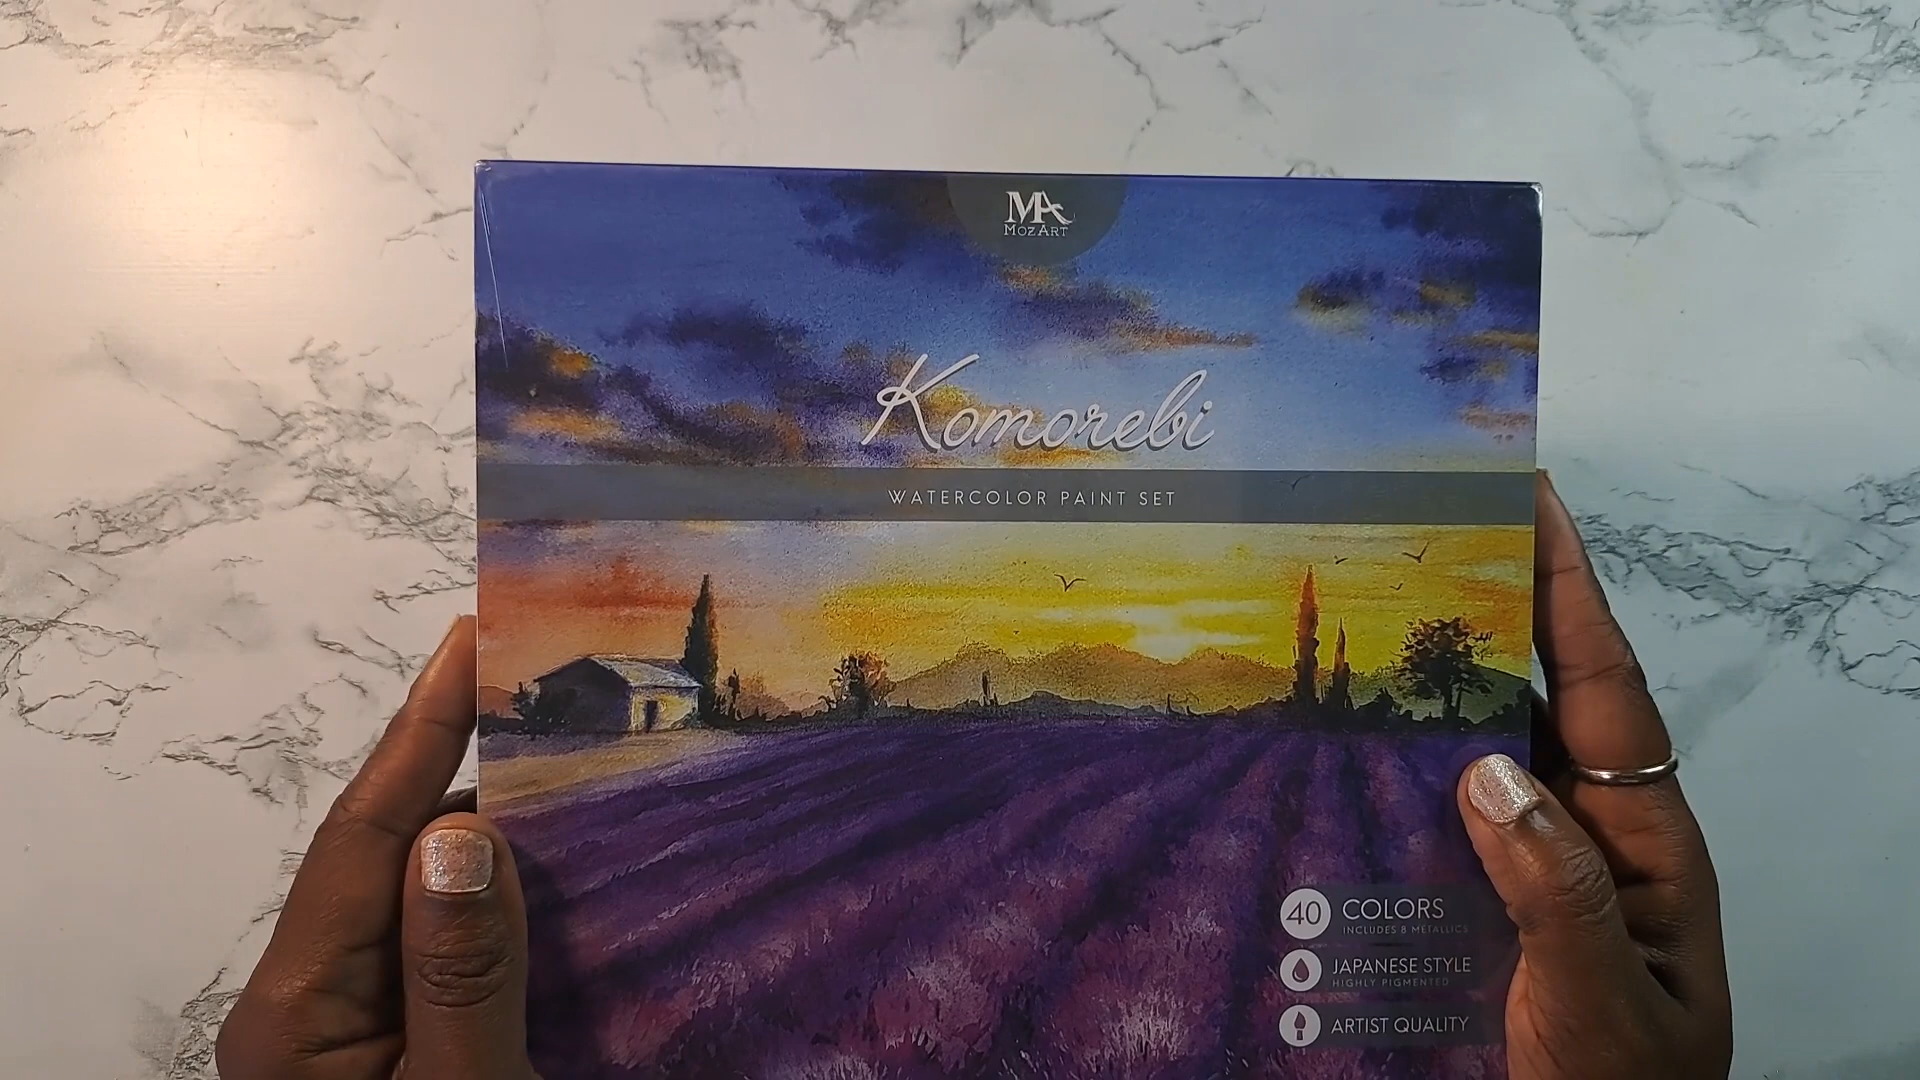 MA
MOZART
Komorebi
WATERCOLOR PAINT SET
40 COLORS
INCLUDES 8 METALLICS
JAPANESE STYLE
HIGHLY PIGMENTED
ARTIST QUALITY